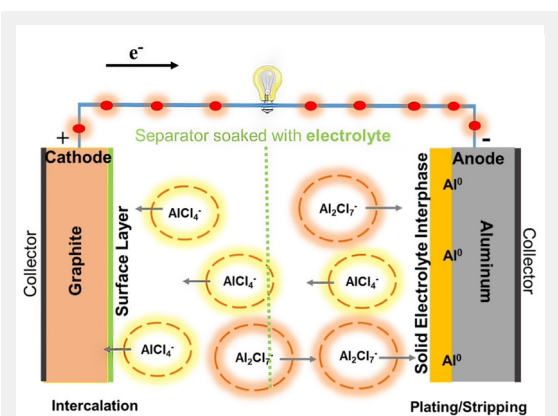 e⁻
Separator soaked with electrolyte
+
-
Cathode
Anode
Collector
Graphite
Surface Layer
AlCl₄⁻
AlCl₄⁻
AlCl₄⁻
AlCl₄⁻
Al₂Cl₇⁻
Al₂Cl₇⁻
Al₂Cl₇⁻
Solid Electrolyte Interphase
Al⁰
Al⁰
Al⁰
Aluminum
Collector
Intercalation
Plating/Stripping